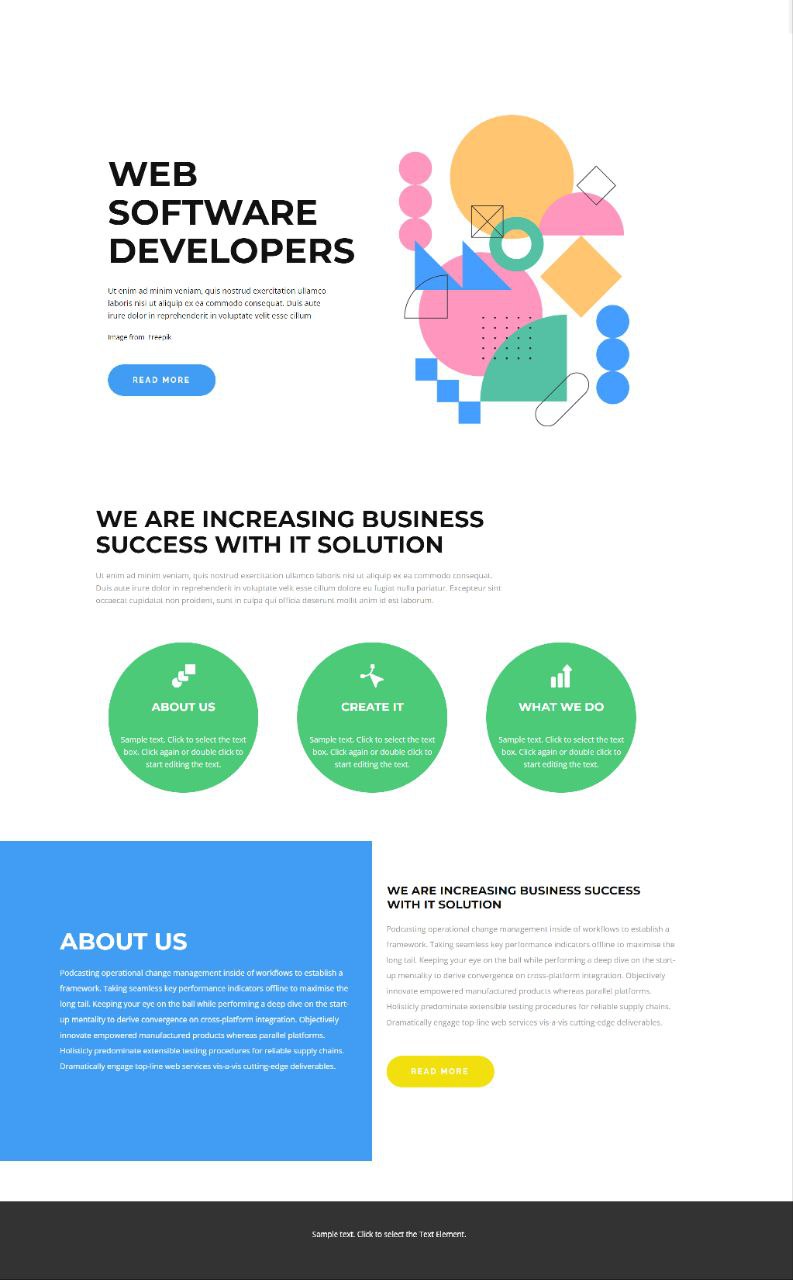 WEB
SOFTWARE
DEVELOPERS
Ut enim ad minim veniam, quis nostrud exercitation ullamco
laboris nisi ut aliquip ex ea commodo consequat. Duis aute
irure dolor in reprehenderit in voluptate velit esse cillum
Image from Freepik
READ MORE
WE ARE INCREASING BUSINESS
SUCCESS WITH IT SOLUTION
Ut enim ad minim veniam, quis nostrud exercitation ullamco laboris nisi ut aliquip ex ea commodo consequat.
Duis aute irure dolor in reprehenderit in voluptate velit esse cillum dolore eu fugiat nulla pariatur. Excepteur sint
occaecat cupidatat non proident, sunt in culpa qui officia deserunt mollit anim id est laborum.
ABOUT US
Sample text. Click to select the text
box. Click again or double click to
start editing the text.
CREATE IT
Sample text. Click to select the text
box. Click again or double click to
start editing the text.
WHAT WE DO
Sample text. Click to select the text
box. Click again or double click to
start editing the text.
ABOUT US
Podcasting operational change management inside of workflows to establish a
framework. Taking seamless key performance indicators offline to maximise the
long tail. Keeping your eye on the ball while performing a deep dive on the start-
up mentality to derive convergence on cross-platform integration. Objectively
innovate empowered manufactured products whereas parallel platforms.
Holisticly predominate extensible testing procedures for reliable supply chains.
Dramatically engage top-line web services vis-a-vis cutting-edge deliverables.
WE ARE INCREASING BUSINESS SUCCESS
WITH IT SOLUTION
Podcasting operational change management inside of workflows to establish a
framework. Taking seamless key performance indicators offline to maximise the
long tail. Keeping your eye on the ball while performing a deep dive on the start-
up mentality to derive convergence on cross-platform integration. Objectively
innovate empowered manufactured products whereas parallel platforms.
Holisticly predominate extensible testing procedures for reliable supply chains.
Dramatically engage top-line web services vis-a-vis cutting-edge deliverables.
READ MORE
Sample text. Click to select the Text Element.